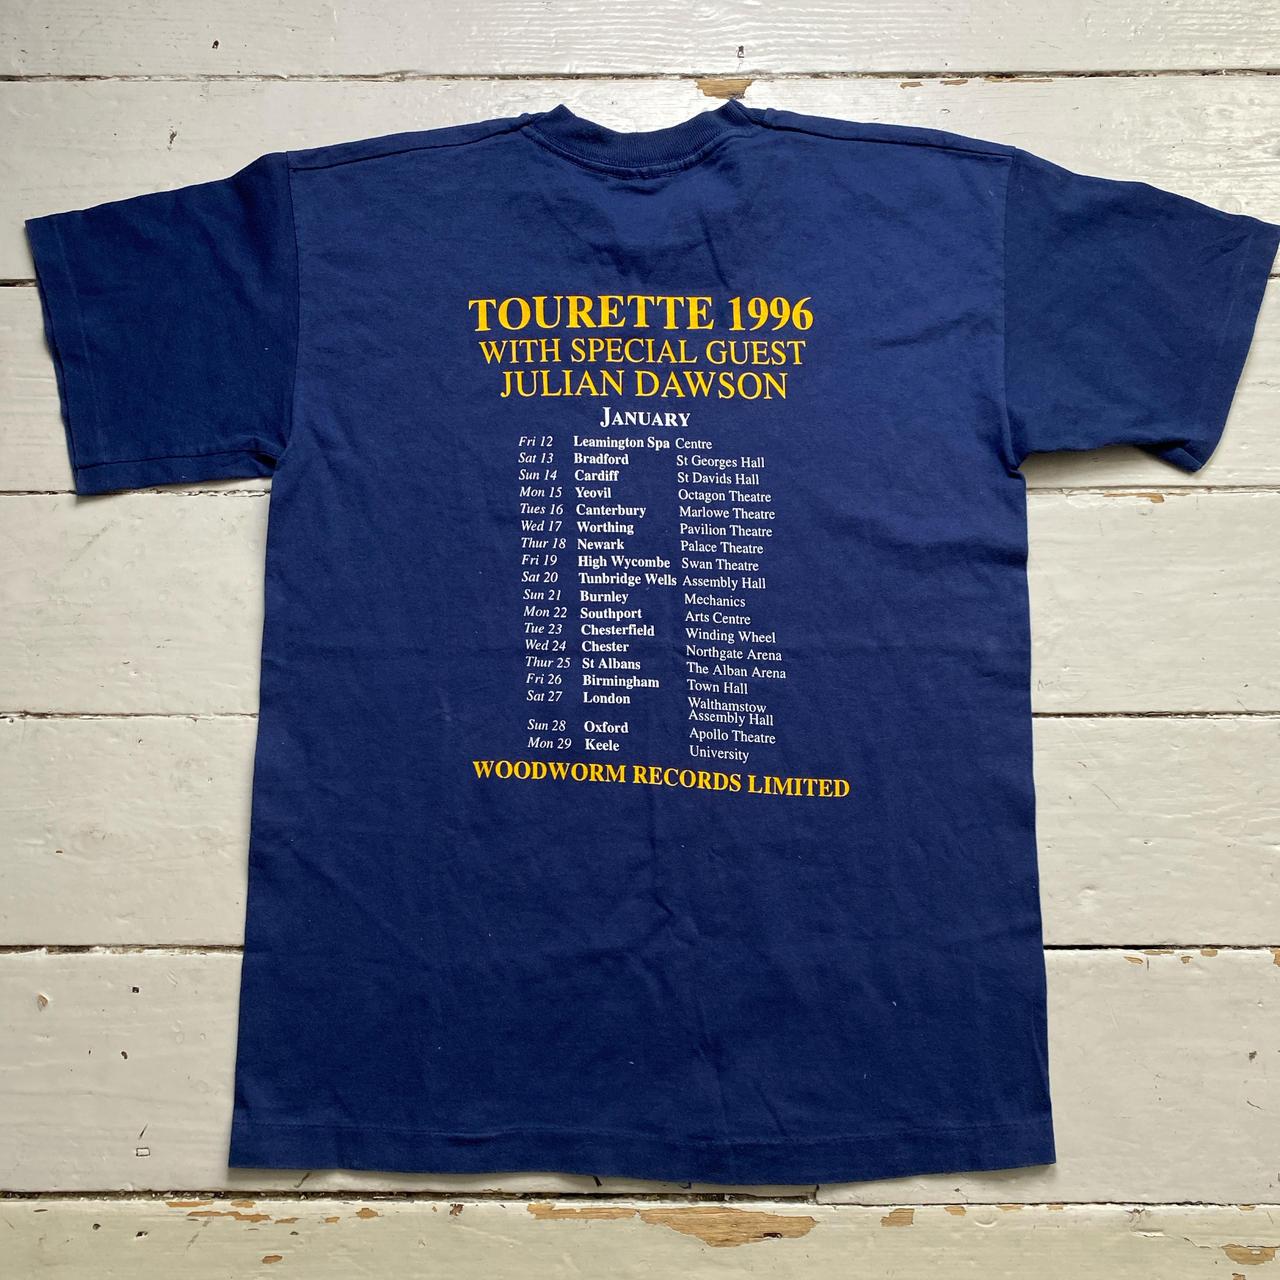 TOURETTE 1996
WITH SPECIAL GUEST
JULIAN DAWSON
JANUARY
Fri 12 Leamington Spa Centre
Sat 13 Bradford St Georges Hall
Sun 14 Cardiff St Davids Hall
Mon 15 Yeovil Octagon Theatre
Tues 16 Canterbury Marlowe Theatre
Wed 17 Worthing Pavilion Theatre
Thur 18 Newark Palace Theatre
Fri 19 High Wycombe Swan Theatre
Sat 20 Tunbridge Wells Assembly Hall
Sun 21 Burnley Mechanics
Mon 22 Southport Arts Centre
Tue 23 Chesterfield Winding Wheel
Wed 24 Chester Northgate Arena
Thur 25 St Albans The Alban Arena
Fri 26 Birmingham Town Hall
Sat 27 London Walthamstow
Assembly Hall
Sun 28 Oxford Apollo Theatre
Mon 29 Keele University
WOODWORM RECORDS LIMITED